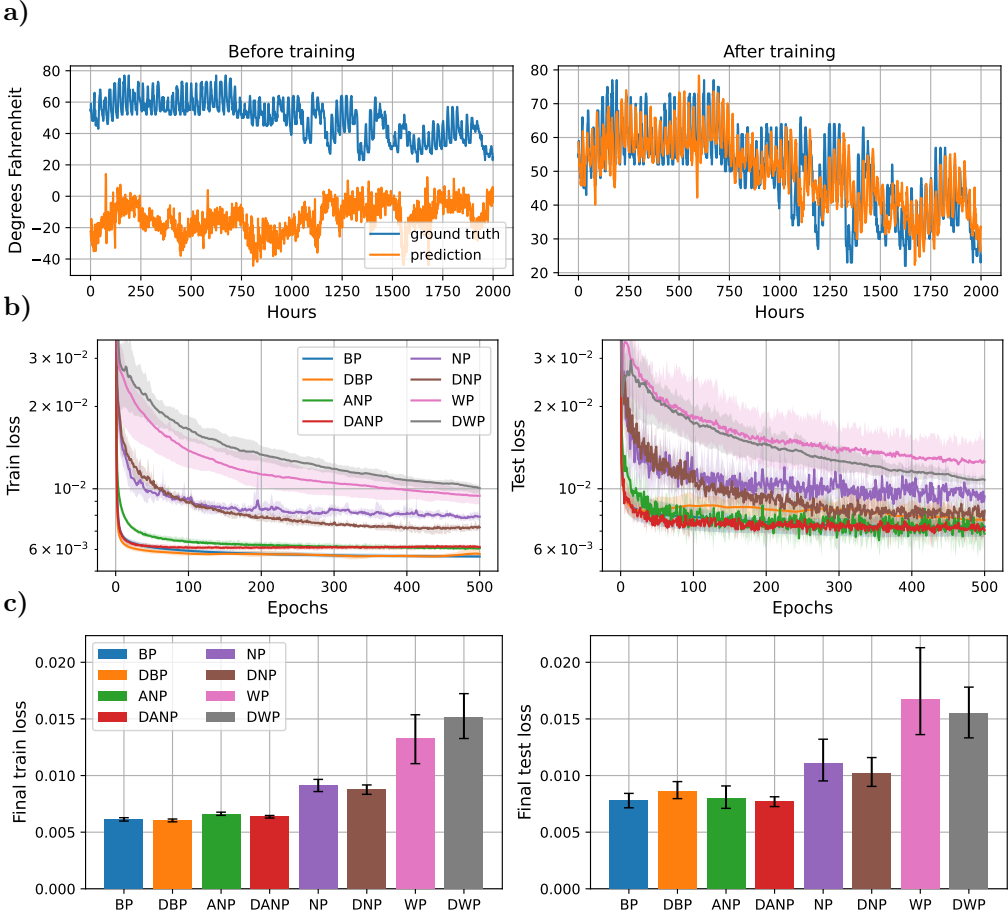 a)
Before training
After training
Degrees Fahrenheit
80
60
40
20
0
−20
−40
ground truth
prediction
0 250 500 750 1000 1250 1500 1750 2000
Hours
80
70
60
50
40
30
20
0 250 500 750 1000 1250 1500 1750 2000
Hours
b)
Train loss
3 × 10⁻²
2 × 10⁻²
10⁻²
6 × 10⁻³
BP NP
DBP DNP
ANP WP
DANP DWP
0 100 200 300 400 500
Epochs
Test loss
3 × 10⁻²
2 × 10⁻²
10⁻²
6 × 10⁻³
0 100 200 300 400 500
Epochs
c)
Final train loss
0.020
0.015
0.010
0.005
0.000
BP NP
DBP DNP
ANP WP
DANP DWP
BP DBP ANP DANP NP DNP WP DWP
Final test loss
0.020
0.015
0.010
0.005
0.000
BP DBP ANP DANP NP DNP WP DWP